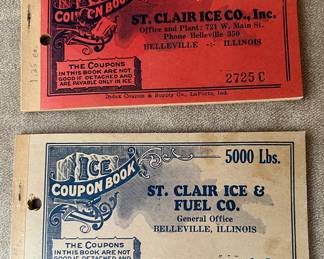 ICE
COUPON BOOK
ST. CLAIR ICE CO., Inc.
Office and Plant: 721 W. Main St.
Phone Belleville 350
BELLEVILLE -:- ILLINOIS
THE COUPONS
IN THIS BOOK ARE NOT
GOOD IF DETACHED AND
ARE PAYABLE ONLY IN ICE
2725 C
Index Coupon & Supply Co., LaPorte, Ind.
ICE
COUPON BOOK
5000 Lbs.
ST. CLAIR ICE &
FUEL CO.
General Office
BELLEVILLE, ILLINOIS
THE COUPONS
IN THIS BOOK ARE NOT
GOOD IF DETACHED AND